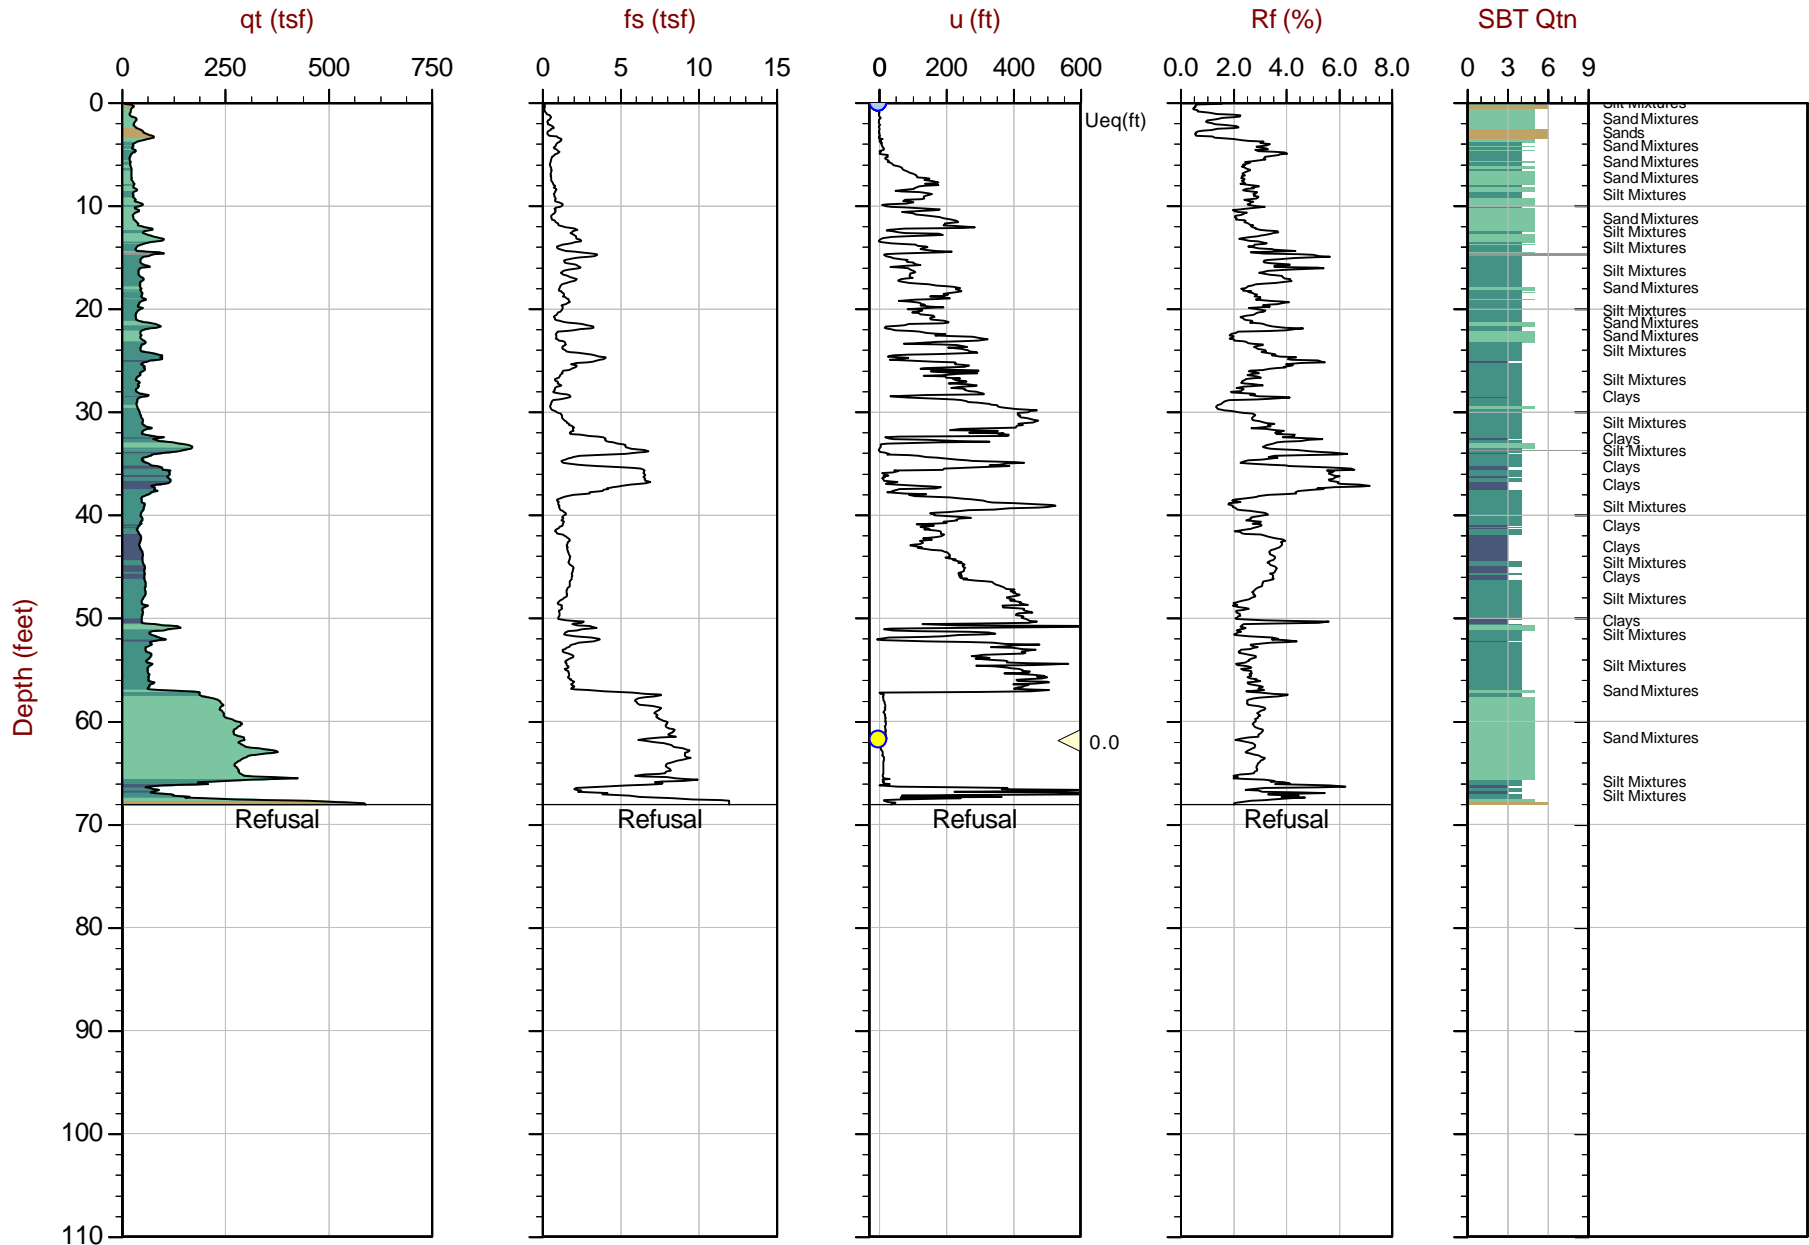 qt (tsf) fs (tsf) u (ft) Rf (%) SBT Qtn
0 250 500 750 0 5 10 15 0 200 400 600 0.0 2.0 4.0 6.0 8.0 0 3 6 9
0
Silt Mixtures
Ueq(ft)
Sand Mixtures
Sands
Sand Mixtures
Sand Mixtures
Sand Mixtures
Silt Mixtures
10
Sand Mixtures
Silt Mixtures
Silt Mixtures
Silt Mixtures
Sand Mixtures
20
Silt Mixtures
Sand Mixtures
Sand Mixtures
Silt Mixtures
Silt Mixtures
Clays
30
Silt Mixtures
Clays
Silt Mixtures
Clays
Clays
Silt Mixtures
40
Clays
Clays
Silt Mixtures
Clays
Silt Mixtures
50
Clays
Silt Mixtures
Silt Mixtures
Sand Mixtures
60
Sand Mixtures
0.0
Silt Mixtures
Silt Mixtures
Refusal Refusal Refusal Refusal
70
80
90
100
110
Depth (feet)